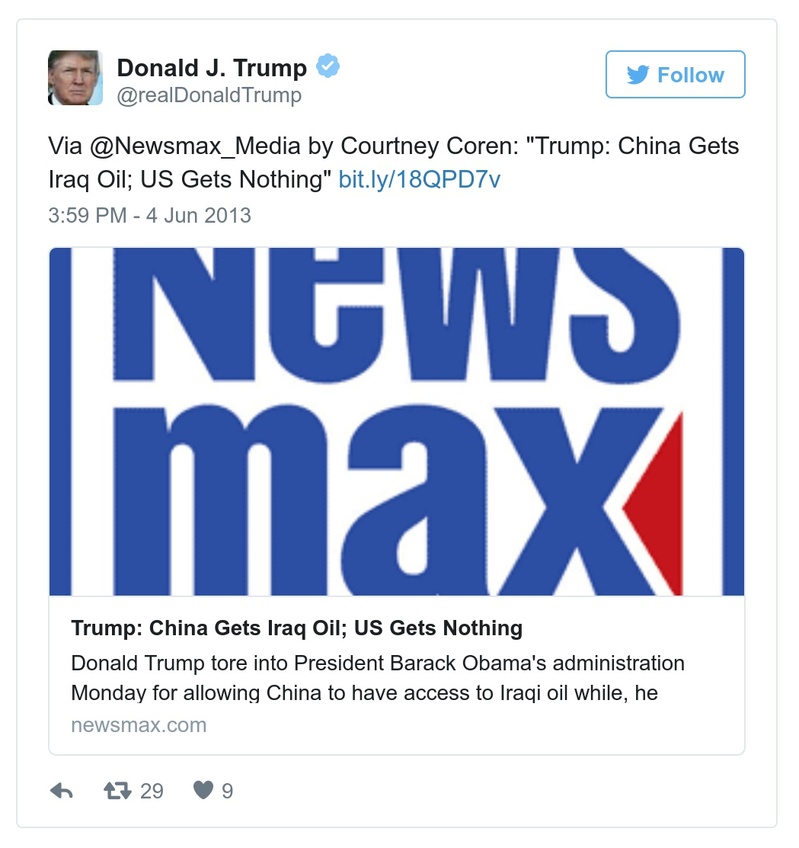 Donald J. Trump
@realDonaldTrump
Follow
Via @Newsmax_Media by Courtney Coren: "Trump: China Gets
Iraq Oil; US Gets Nothing" bit.ly/18QPD7v
3:59 PM - 4 Jun 2013
News
max
Trump: China Gets Iraq Oil; US Gets Nothing
Donald Trump tore into President Barack Obama's administration
Monday for allowing China to have access to Iraqi oil while, he
newsmax.com
29 9